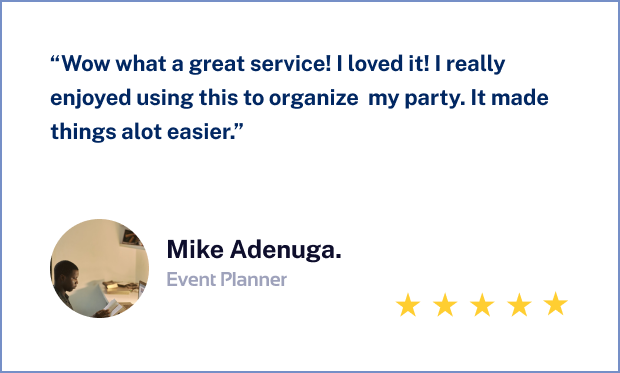 “Wow what a great service! I loved it! I really
enjoyed using this to organize  my party. It made
things alot easier.”
Mike Adenuga.
Event Planner